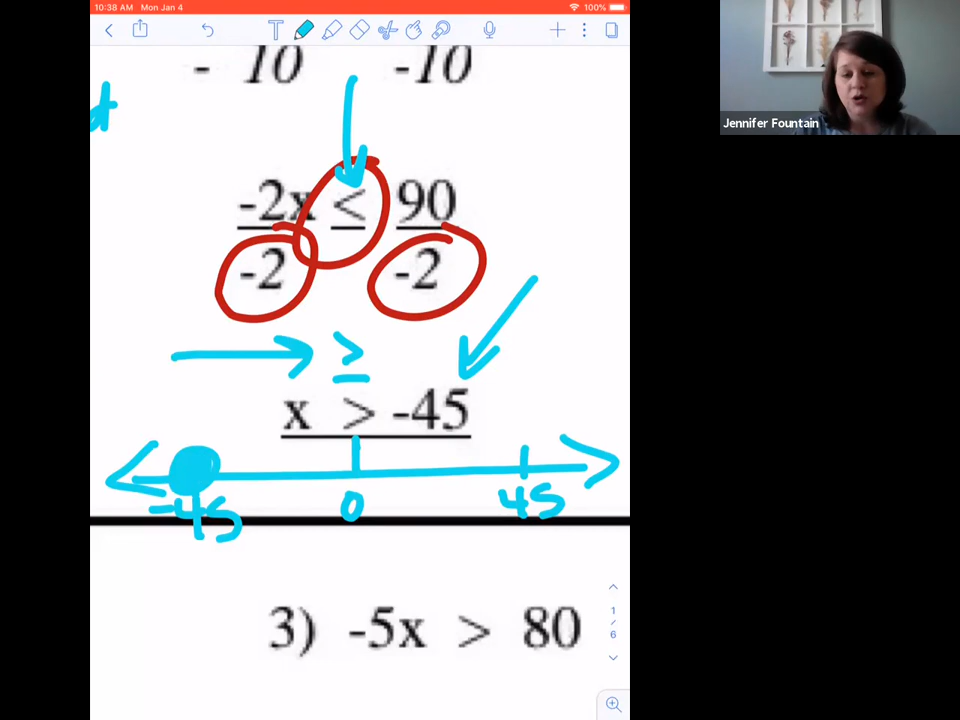 10:38 AM Mon Jan 4
100%
T
- 10 -10
d
-2x ≤ 90
-2 -2
≥
x > -45
-45 0 45
3) -5x > 80
1
/
6
Jennifer Fountain